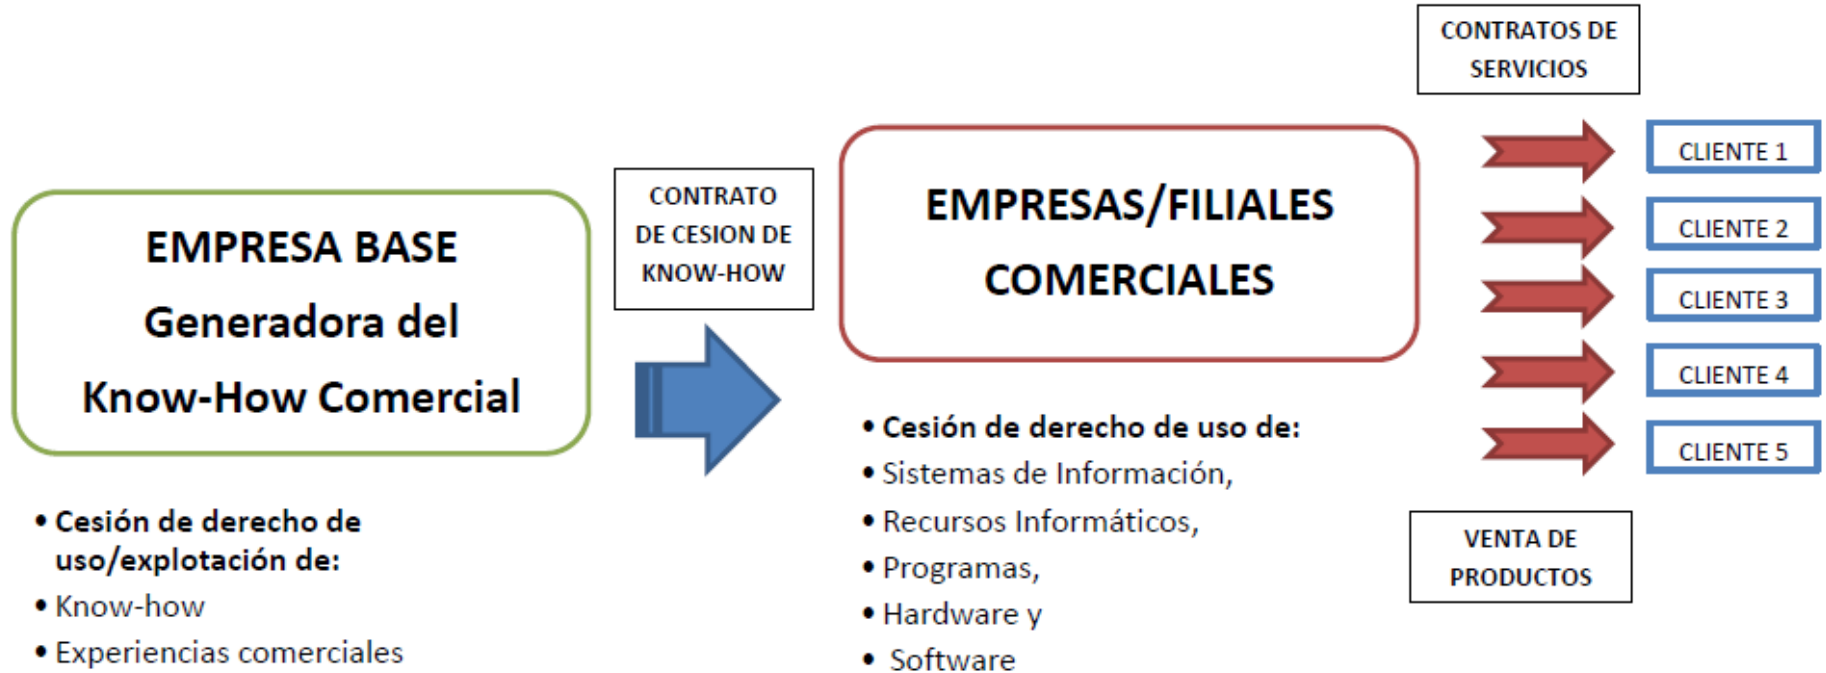 EMPRESA BASE
Generadora del
Know-How Comercial
• Cesión de derecho de
uso/explotación de:
• Know-how
• Experiencias comerciales
CONTRATO
DE CESION DE
KNOW-HOW
EMPRESAS/FILIALES
COMERCIALES
• Cesión de derecho de uso de:
• Sistemas de Información,
• Recursos Informáticos,
• Programas,
• Hardware y
• Software
CONTRATOS DE
SERVICIOS
CLIENTE 1
CLIENTE 2
CLIENTE 3
CLIENTE 4
CLIENTE 5
VENTA DE
PRODUCTOS